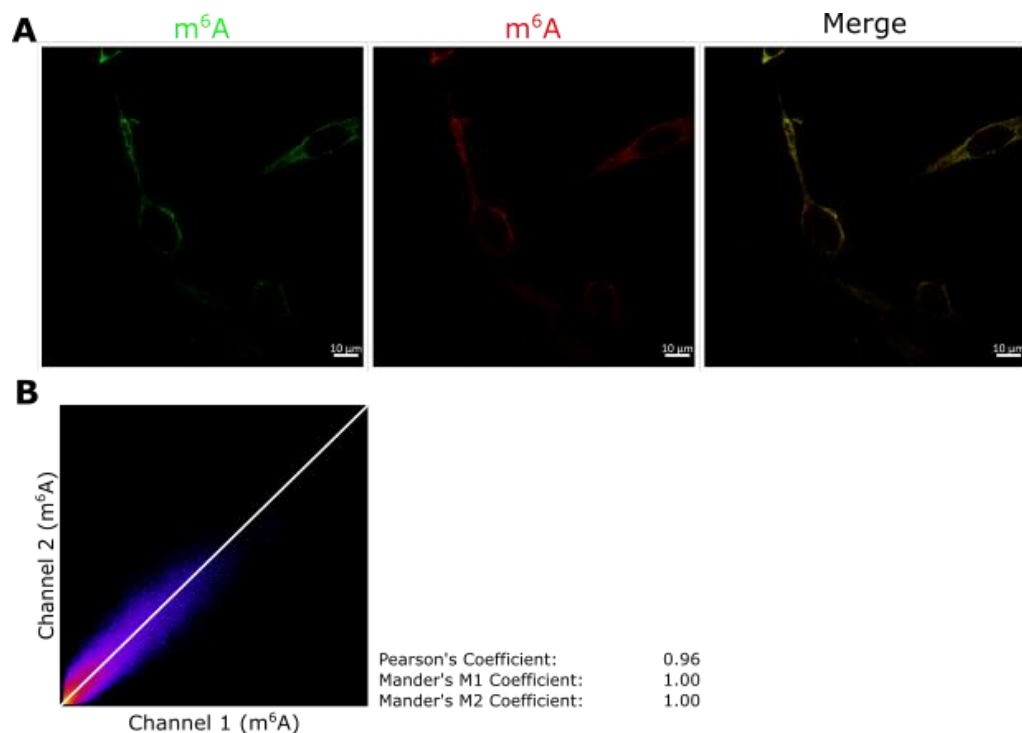 A
m⁶A
m⁶A
Merge
10 µm
10 µm
10 µm
B
Channel 2 (m⁶A)
Channel 1 (m⁶A)
Pearson's Coefficient: 0.96
Mander's M1 Coefficient: 1.00
Mander's M2 Coefficient: 1.00